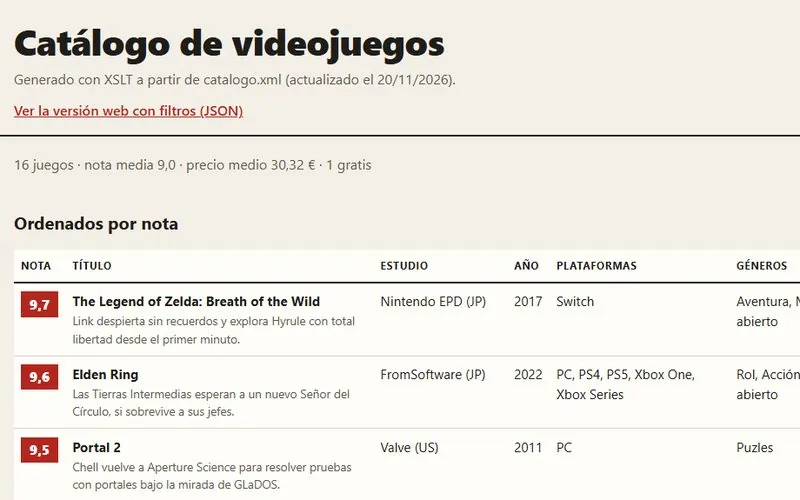 Catálogo de videojuegos
Generado con XSLT a partir de catalogo.xml (actualizado el 20/11/2026).
Ver la versión web con filtros (JSON)
16 juegos · nota media 9,0 · precio medio 30,32 € · 1 gratis
Ordenados por nota
NOTA TÍTULO ESTUDIO AÑO PLATAFORMAS GÉNEROS
9,7 The Legend of Zelda: Breath of the Wild Nintendo EPD (JP) 2017 Switch Aventura,
Link despierta sin recuerdos y explora Hyrule con total abierto
libertad desde el primer minuto.
9,6 Elden Ring FromSoftware (JP) 2022 PC, PS4, PS5, Xbox One, Rol, Acción
Las Tierras Intermedias esperan a un nuevo Señor del Xbox Series abierto
Círculo, si sobrevive a sus jefes.
9,5 Portal 2 Valve (US) 2011 PC Puzles
Chell vuelve a Aperture Science para resolver pruebas
con portales bajo la mirada de GLaDOS.